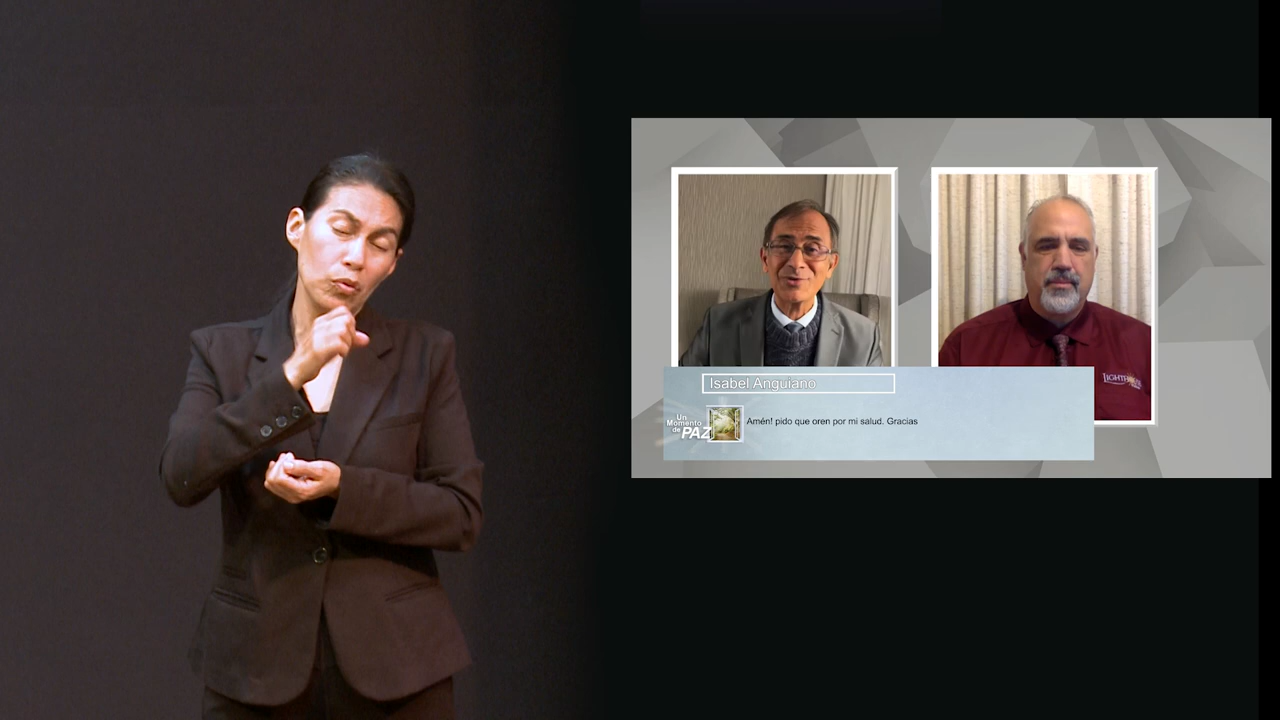 Isabel Anguiano
Un
Momento
de PAZ
Amén! pido que oren por mi salud. Gracias